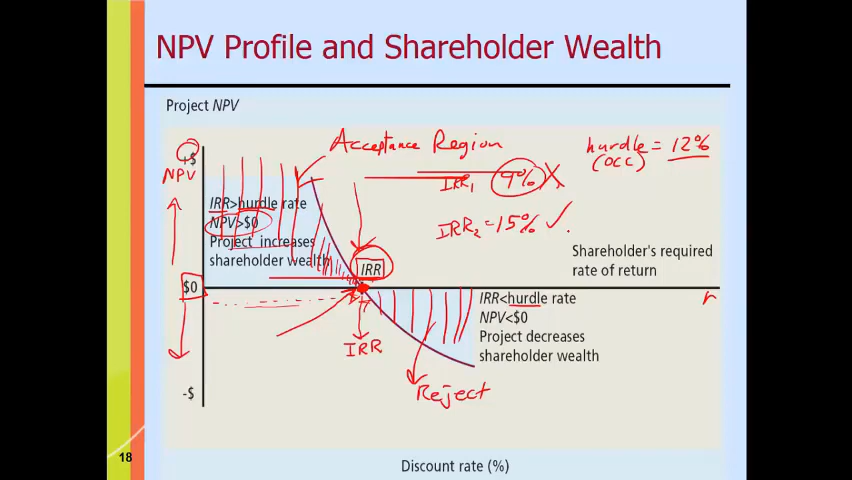 NPV Profile and Shareholder Wealth
Project NPV
+$
NPV
Acceptance Region
hurdle = 12%
(OCC)
IRR1 9% X
IRR2 = 15% ✓.
IRR>hurdle rate
NPV>$0
Project increases
shareholder wealth
Shareholder's required
rate of return
IRR
$0
r
IRR<hurdle rate
NPV<$0
Project decreases
shareholder wealth
IRR
Reject
-$
18
Discount rate (%)